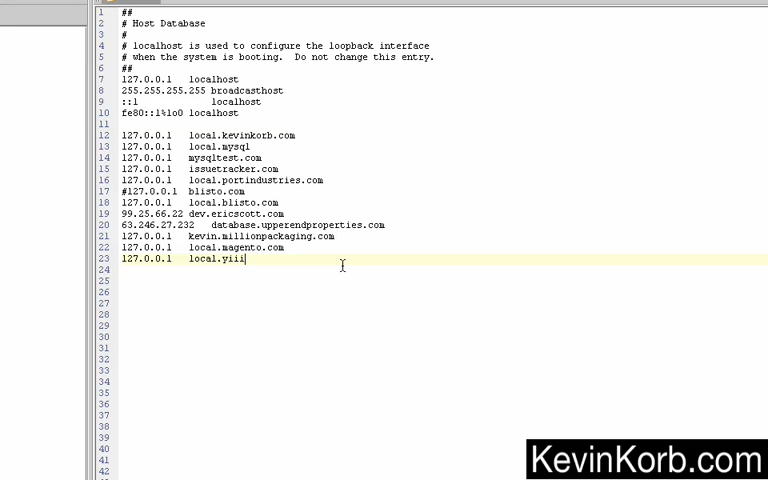 1 ##
2 # Host Database
3 #
4 # localhost is used to configure the loopback interface
5 # when the system is booting.  Do not change this entry.
6 ##
7 127.0.0.1   localhost
8 255.255.255.255 broadcasthost
9 ::1             localhost
10 fe80::1%lo0 localhost
11
12 127.0.0.1   local.kevinkorb.com
13 127.0.0.1   local.mysql
14 127.0.0.1   mysqltest.com
15 127.0.0.1   issuetracker.com
16 127.0.0.1   local.portindustries.com
17 #127.0.0.1  blisto.com
18 127.0.0.1   local.blisto.com
19 99.25.66.22 dev.ericscott.com
20 63.246.27.232   database.upperendproperties.com
21 127.0.0.1   kevin.millionpackaging.com
22 127.0.0.1   local.magento.com
23 127.0.0.1   local.yiii
24
25
26
27
28
29
30
31
32
33
34
35
36
37
38
39
40
41
42
KevinKorb.com